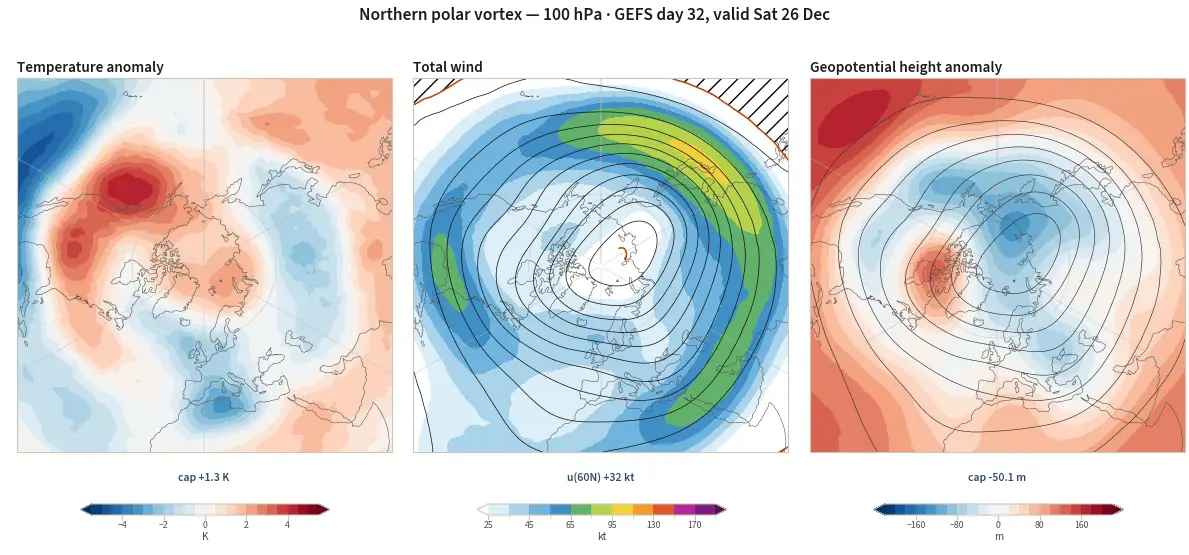 Northern polar vortex — 100 hPa · GEFS day 32, valid Sat 26 Dec
Temperature anomaly
Total wind
Geopotential height anomaly
cap +1.3 K
u(60N) +32 kt
cap -50.1 m
−4 −2 0 2 4
K
25 45 65 95 130 170
kt
−160 −80 0 80 160
m